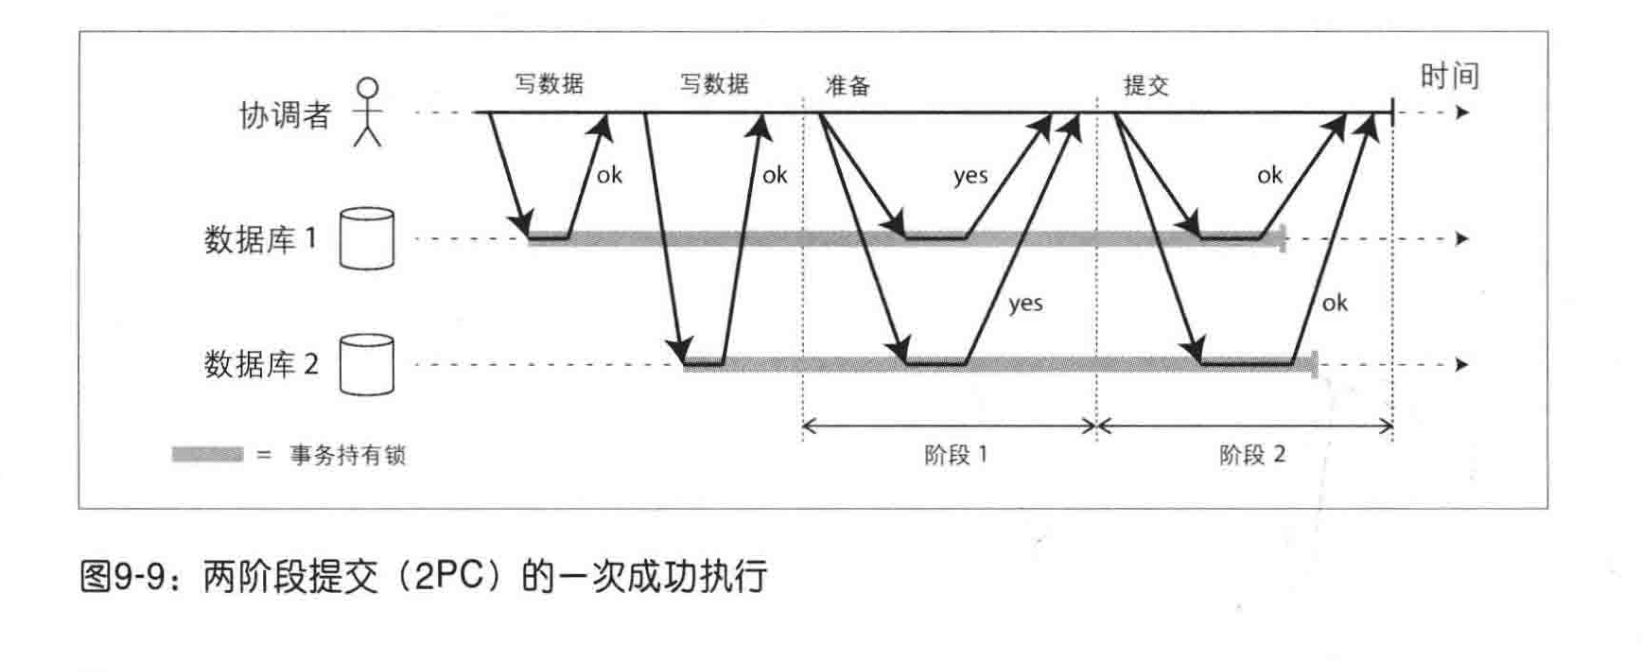 写数据 写数据 准备 提交 时间
协调者
ok ok yes ok
数据库 1
yes ok
数据库 2
= 事务持有锁 阶段 1 阶段 2
图9-9：两阶段提交（2PC）的一次成功执行